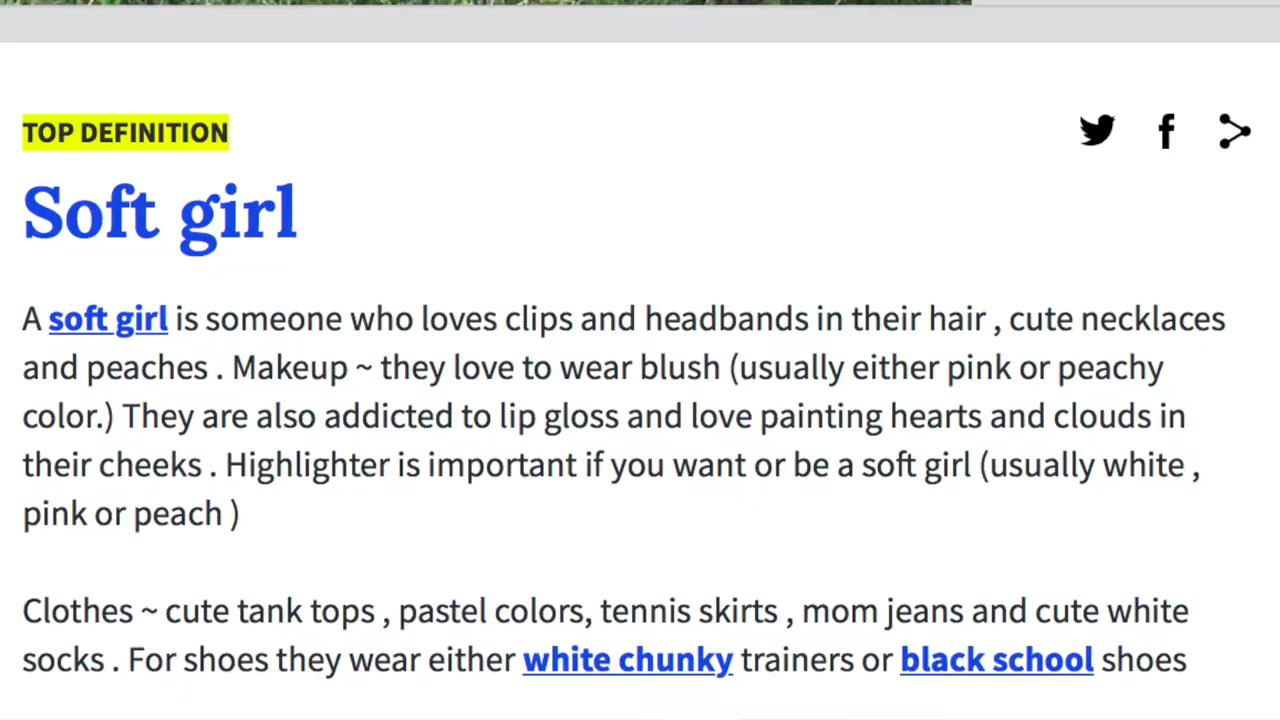 TOP DEFINITION
Soft girl
A soft girl is someone who loves clips and headbands in their hair , cute necklaces
and peaches . Makeup ~ they love to wear blush (usually either pink or peachy
color.) They are also addicted to lip gloss and love painting hearts and clouds in
their cheeks . Highlighter is important if you want or be a soft girl (usually white ,
pink or peach )
Clothes ~ cute tank tops , pastel colors, tennis skirts , mom jeans and cute white
socks . For shoes they wear either white chunky trainers or black school shoes